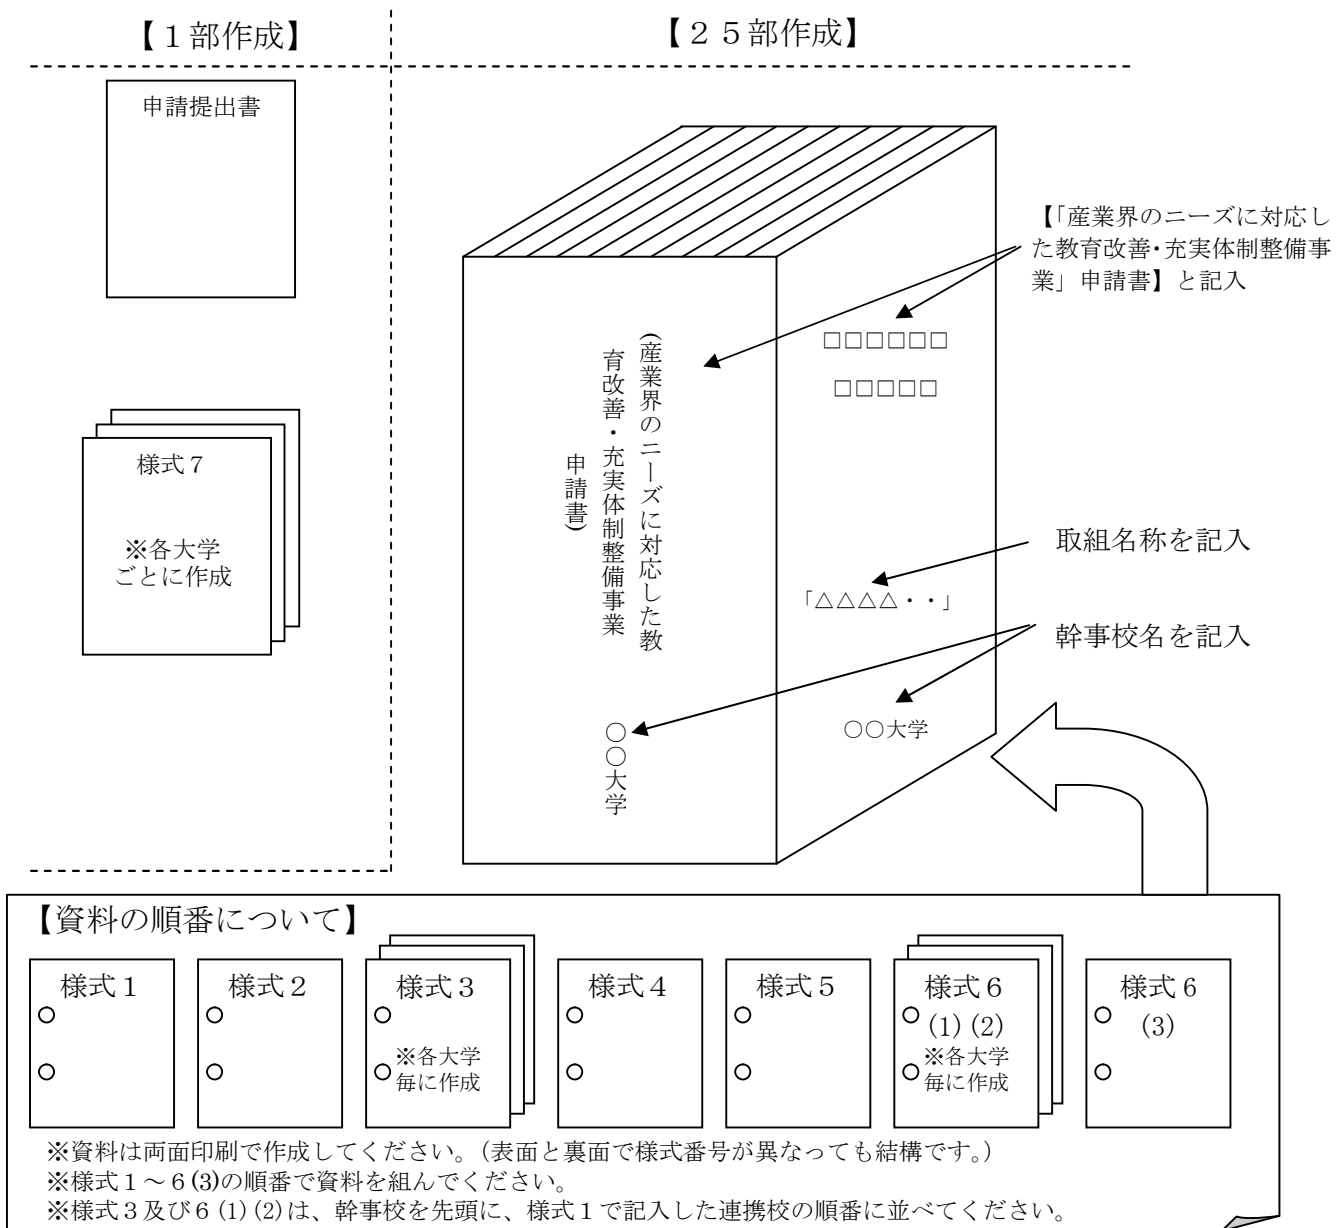 【１部作成】
【２５部作成】
申請提出書
様式７
※各大学
ごとに作成
(産業界のニーズに対応した教
育改善・充実体制整備事業
申請書)
○○大学
□□□□□□
□□□□□
「△△△△・・」
○○大学
【「産業界のニーズに対応し
た教育改善・充実体制整備事
業」申請書】と記入
取組名称を記入
幹事校名を記入
【資料の順番について】
様式１
様式２
様式３
※各大学
毎に作成
様式４
様式５
様式６
(1)(2)
※各大学
毎に作成
様式６
(3)
※資料は両面印刷で作成してください。(表面と裏面で様式番号が異なっても結構です。)
※様式１～６(3)の順番で資料を組んでください。
※様式３及び６(1)(2)は、幹事校を先頭に、様式１で記入した連携校の順番に並べてください。